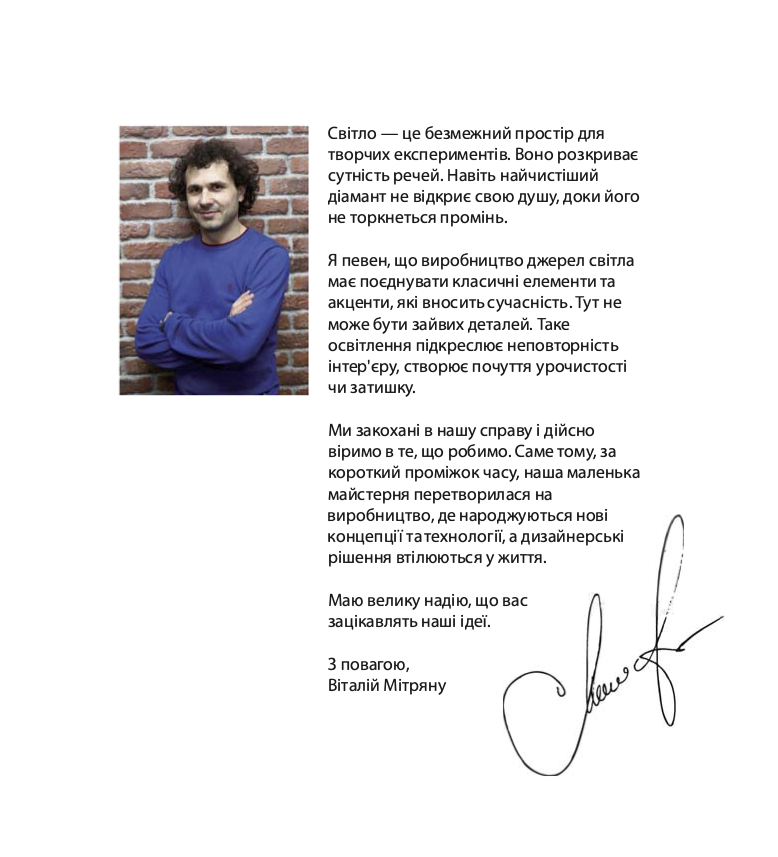 Світло — це безмежний простір для
творчих експериментів. Воно розкриває
сутність речей. Навіть найчистіший
діамант не відкриє свою душу, доки його
не торкнеться промінь.
Я певен, що виробництво джерел світла
має поєднувати класичні елементи та
акценти, які вносить сучасність. Тут не
може бути зайвих деталей. Таке
освітлення підкреслює неповторність
інтер'єру, створює почуття урочистості
чи затишку.
Ми закохані в нашу справу і дійсно
віримо в те, що робимо. Саме тому, за
короткий проміжок часу, наша маленька
майстерня перетворилася на
виробництво, де народжуються нові
концепції та технології, а дизайнерські
рішення втілюються у життя.
Маю велику надію, що вас
зацікавлять наші ідеї.
З повагою,
Віталій Мітряну